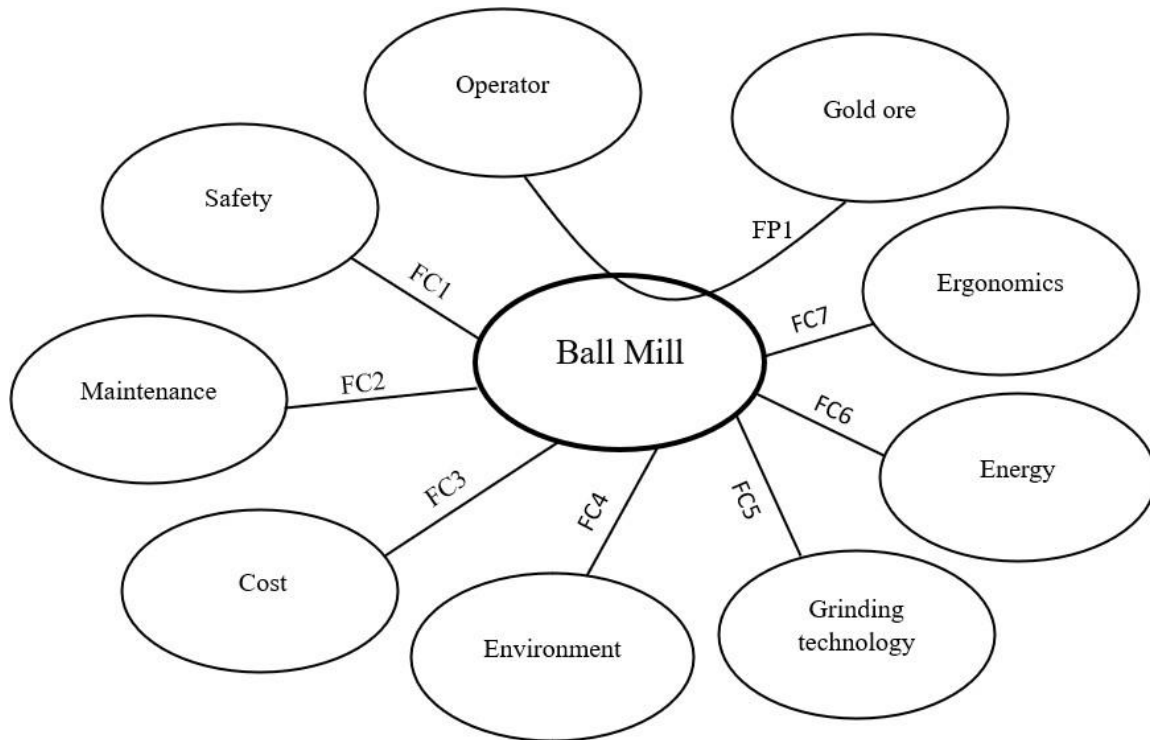 Operator
Gold ore
Safety
FP1
FC1
Ergonomics
FC7
Ball Mill
Maintenance
FC2
FC6
Energy
FC3
FC4
FC5
Cost
Environment
Grinding
technology